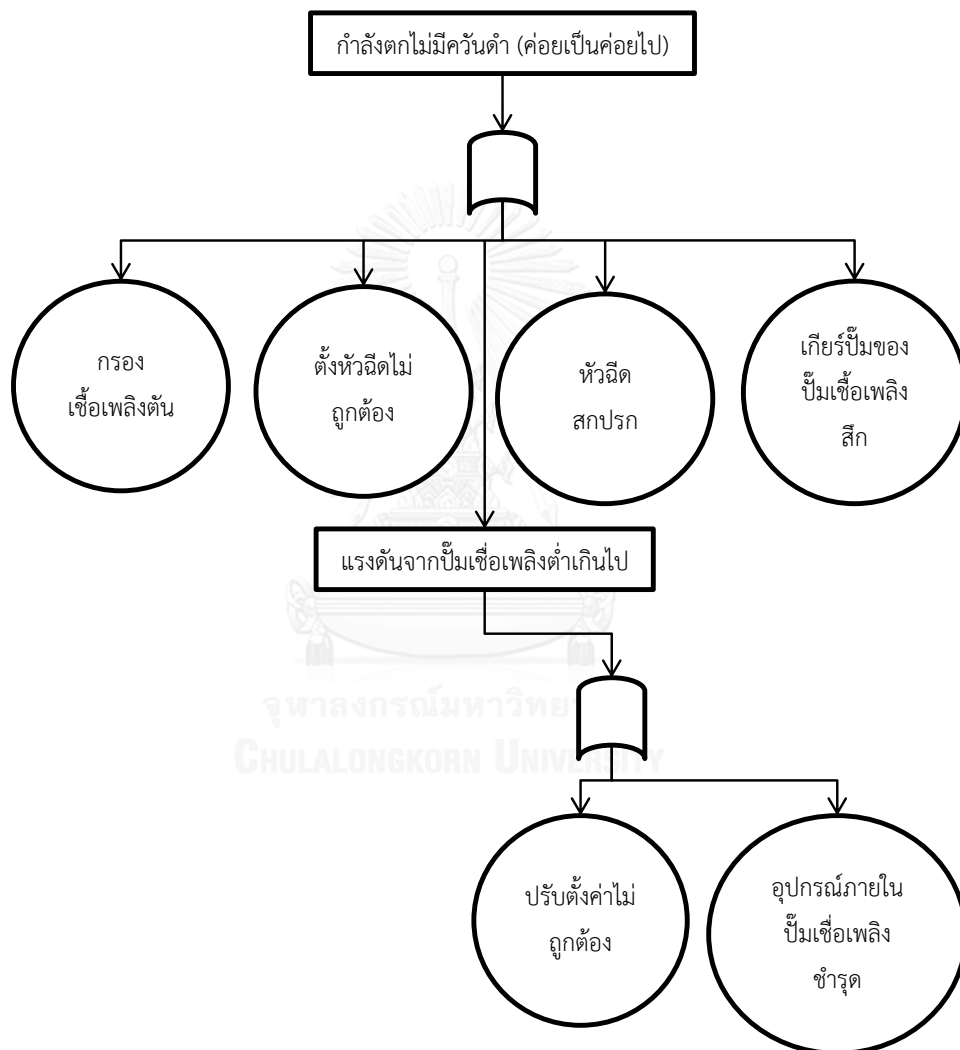 กำลังตกไม่มีควันดำ (ค่อยเป็นค่อยไป)
กรอง
เชื้อเพลิงตัน
ตั้งหัวฉีดไม่
ถูกต้อง
หัวฉีด
สกปรก
เกียร์ปั๊มของ
ปั๊มเชื้อเพลิง
สึก
แรงดันจากปั๊มเชื่อเพลิงต่ำเกินไป
จุฬาลงกรณ์มหาวิทย
CHULALONGKORN UNIVERSITY
ปรับตั้งค่าไม่
ถูกต้อง
อุปกรณ์ภายใน
ปั๊มเชื่อเพลิง
ชำรุด